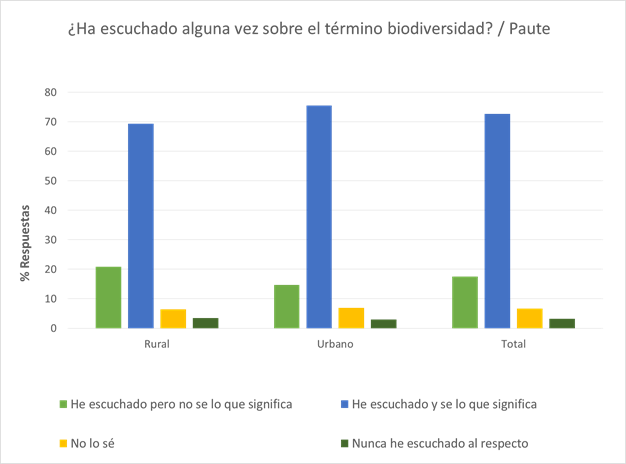 ¿Ha escuchado alguna vez sobre el término biodiversidad? / Paute
80
70
60
50
40
30
20
10
0
% Respuestas
Rural Urbano Total
He escuchado pero no se lo que significa He escuchado y se lo que significa
No lo sé Nunca he escuchado al respecto